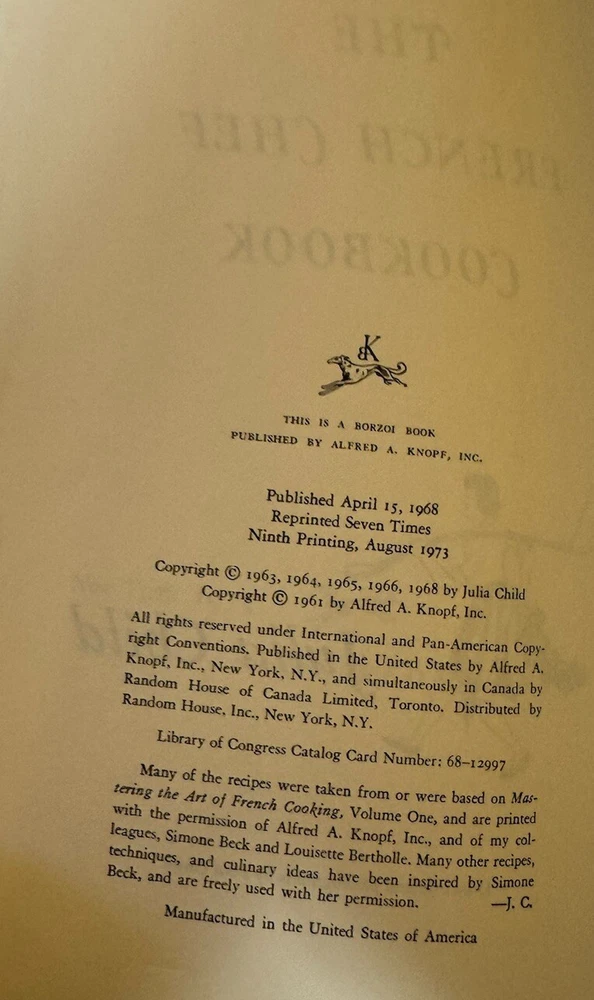 THE
FRENCH CHEF
COOKBOOK
BK
THIS IS A BORZOI BOOK
PUBLISHED BY ALFRED A. KNOPF, INC.
Published April 15, 1968
Reprinted Seven Times
Ninth Printing, August 1973
Copyright © 1963, 1964, 1965, 1966, 1968 by Julia Child
Copyright © 1961 by Alfred A. Knopf, Inc.
All rights reserved under International and Pan-American Copy-
right Conventions. Published in the United States by Alfred A.
Knopf, Inc., New York, N.Y., and simultaneously in Canada by
Random House of Canada Limited, Toronto. Distributed by
Random House, Inc., New York, N.Y.
Library of Congress Catalog Card Number: 68-12997
Many of the recipes were taken from or were based on Mas-
tering the Art of French Cooking, Volume One, and are printed
with the permission of Alfred A. Knopf, Inc., and of my col-
leagues, Simone Beck and Louisette Bertholle. Many other recipes,
techniques, and culinary ideas have been inspired by Simone
Beck, and are freely used with her permission. —J. C.
Manufactured in the United States of America